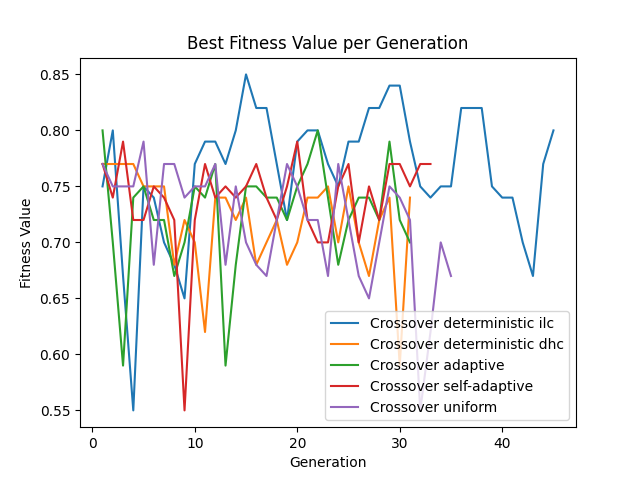 Best Fitness Value per Generation
Fitness Value
0.85
0.80
0.75
0.70
0.65
0.60
0.55
0
10
20
30
40
Generation
Crossover deterministic ilc
Crossover deterministic dhc
Crossover adaptive
Crossover self-adaptive
Crossover uniform